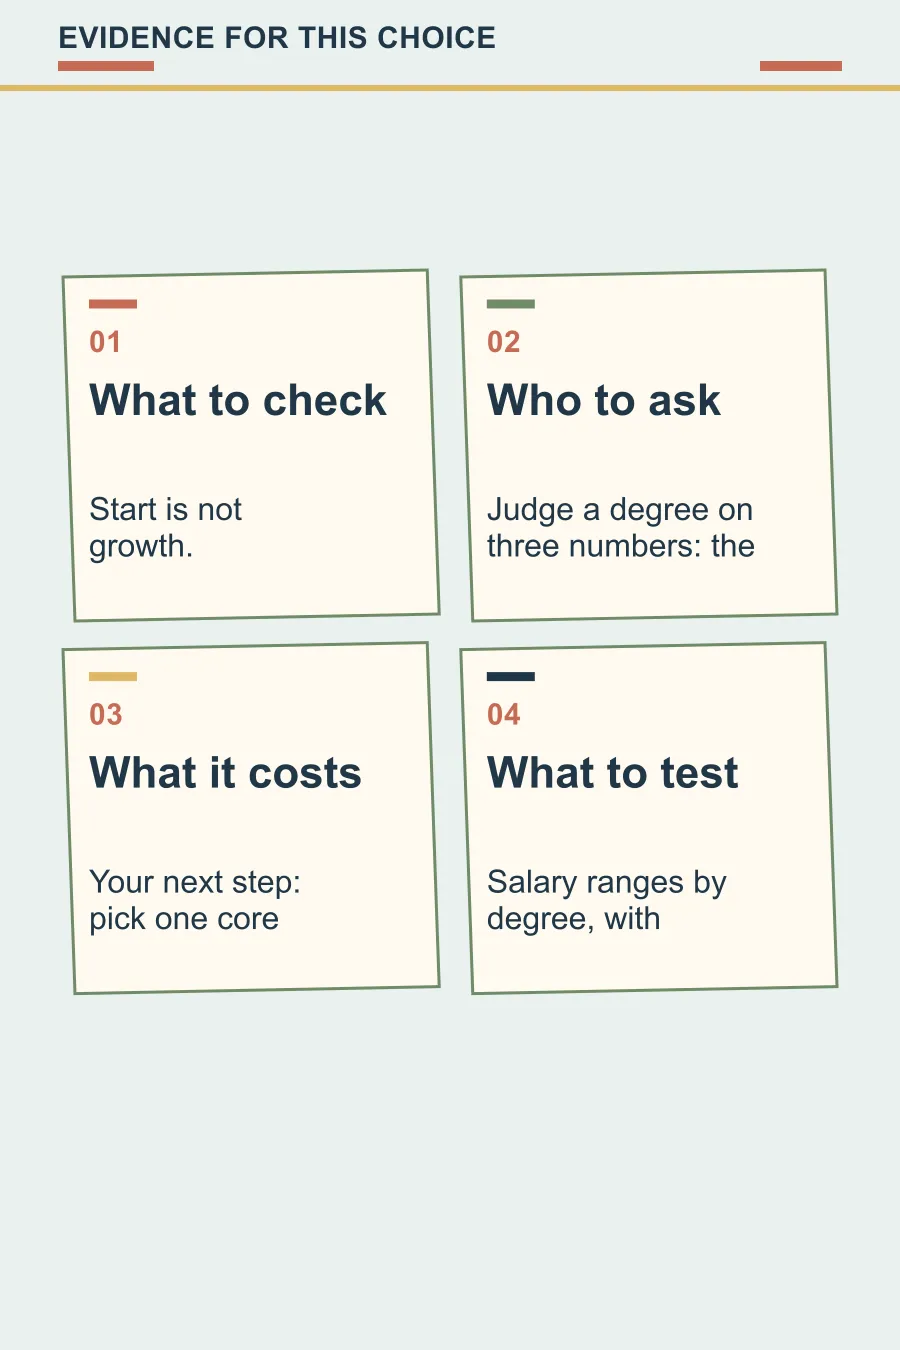 EVIDENCE FOR THIS CHOICE
01
What to check
Start is not
growth.
02
Who to ask
Judge a degree on
three numbers: the
03
What it costs
Your next step:
pick one core
04
What to test
Salary ranges by
degree, with